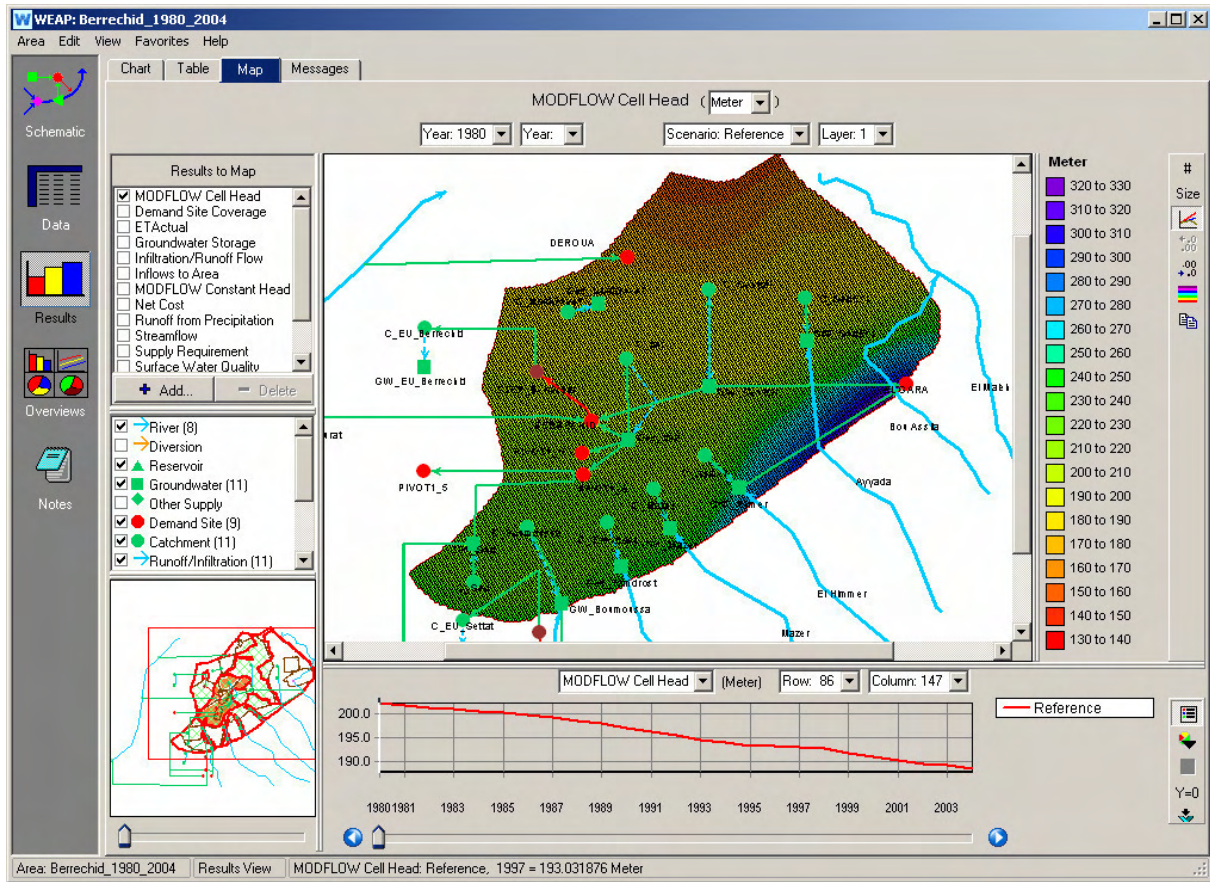 WEAP: Berrechid_1980_2004
Area Edit View Favorites Help
Schematic
Data
Results
Overviews
Notes
Chart Table Map Messages
MODFLOW Cell Head ( Meter )
Year: 1980 Year: Scenario: Reference Layer: 1
Results to Map
MODFLOW Cell Head
Demand Site Coverage
ETActual
Groundwater Storage
Infiltration/Runoff Flow
Inflows to Area
MODFLOW Constant Head
Net Cost
Runoff from Precipitation
Streamflow
Supply Requirement
Surface Water Quality
+ Add... - Delete
River (8)
Diversion
Reservoir
Groundwater (11)
Other Supply
Demand Site (9)
Catchment (11)
Runoff/Infiltration (11)
DEROUA
C_EU_Berrechid
GW_EU_Berrechid
El Makk
Bou Assila
urat
PIVOT1_5
Ayyada
El Himmer
GW_Boumoussa
C_EU_Settat
Mazer
Meter
320 to 330
310 to 320
300 to 310
290 to 300
280 to 290
270 to 280
260 to 270
250 to 260
240 to 250
230 to 240
220 to 230
210 to 220
200 to 210
190 to 200
180 to 190
170 to 180
160 to 170
150 to 160
140 to 150
130 to 140
#
Size
MODFLOW Cell Head (Meter) Row: 86 Column: 147
200.0
195.0
190.0
1980 1981 1983 1985 1987 1989 1991 1993 1995 1997 1999 2001 2003
Reference
Y=0
Area: Berrechid_1980_2004 Results View MODFLOW Cell Head: Reference, 1997 = 193.031876 Meter